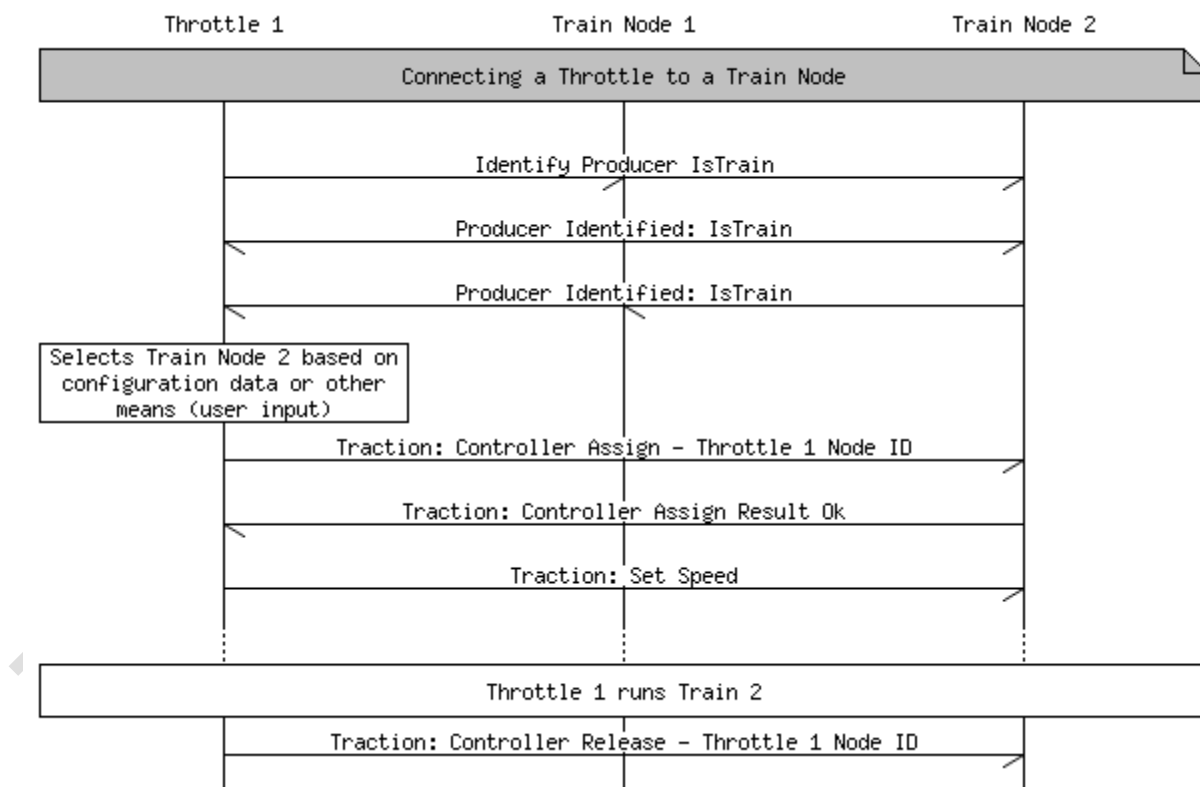 Throttle 1 Train Node 1 Train Node 2
Connecting a Throttle to a Train Node
Identify Producer IsTrain
Producer Identified: IsTrain
Producer Identified: IsTrain
Selects Train Node 2 based on
configuration data or other
means (user input)
Traction: Controller Assign – Throttle 1 Node ID
Traction: Controller Assign Result Ok
Traction: Set Speed
Throttle 1 runs Train 2
Traction: Controller Release – Throttle 1 Node ID